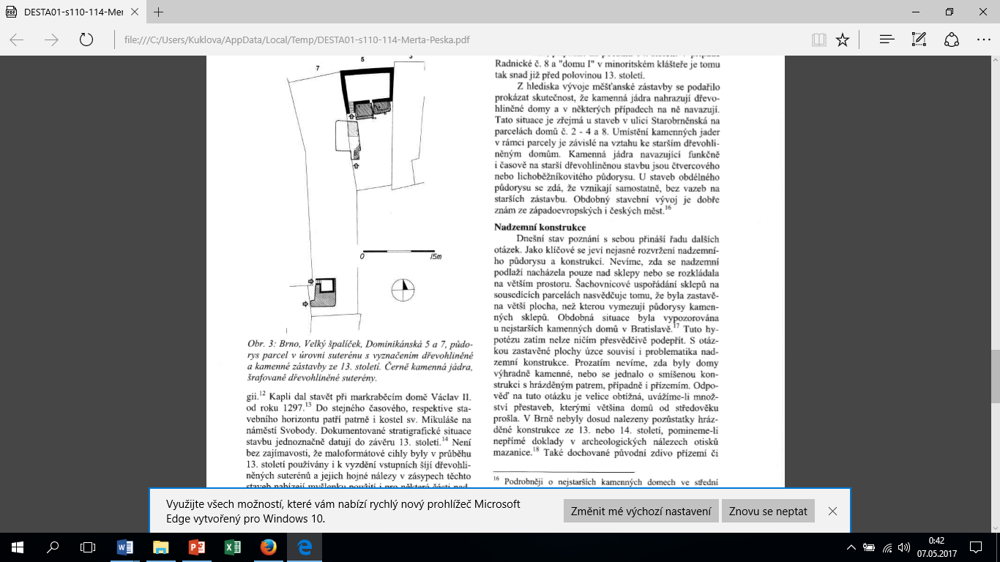 DESTA01-s110-114-Mer
file:///C:/Users/Kuklova/AppData/Local/Temp/DESTA01-s110-114-Merta-Peska.pdf
7
5
3
0
15m
Obr. 3: Brno, Velký špalíček, Dominikánská 5 a 7, půdo-
rys parcel v úrovni suterénu s vyznačením dřevohliněné
a kamenné zástavby ze 13. století. Černě kamenná jádra,
šrafovaně dřevohliněné suterény.
gii.12 Kapli dal stavět při markraběcím domě Václav II.
od roku 1297.13 Do stejného časového, respektive sta-
vebního horizontu patří patrně i kostel sv. Mikuláše na
náměstí Svobody. Dokumentované stratigrafické situace
stavbu jednoznačně datují do závěru 13. století.14 Není
bez zajímavosti, že maloformátové cihly byly v průběhu
13. století používány i k vyzdění vstupních šíjí dřevohli-
něných suterénů a jejich hojné nálezy v zásypech těchto
staveb nabízejí myšlenku použití i pro některé části nad-
Radnické č. 8 a "domu I" v minoritském klášteře je tomu
tak snad již před polovinou 13. století.
Z hlediska vývoje měšťanské zástavby se podařilo
prokázat skutečnost, že kamenná jádra nahrazují dřevo-
hliněné domy a v některých případech na ně navazují.
Tato situace je zřejmá u staveb v ulici Starobrněnská na
parcelách domů č. 2 - 4 a 8. Umístění kamenných jader
v rámci parcely je závislé na vztahu ke starším dřevohli-
něným domům. Kamenná jádra navazující funkčně
i časově na starší dřevohliněnou stavbu jsou čtvercového
nebo lichoběžníkovitého půdorysu. U staveb obdélného
půdorysu se zdá, že vznikají samostatně, bez vazeb na
starších zástavbu. Obdobný stavební vývoj je dobře
znám ze západoevropských i českých měst.16
Nadzemní konstrukce
Dnešní stav poznání s sebou přináší řadu dalších
otázek. Jako klíčové se jeví nejasné rozvržení nadzemní-
ho půdorysu a konstrukcí. Nevíme, zda se nadzemní
podlaží nacházela pouze nad sklepy nebo se rozkládala
na větším prostoru. Šachovnicové uspořádání sklepů na
sousedících parcelách nasvědčuje tomu, že byla zastavě-
na větší plocha, než kterou vymezují půdorysy kamen-
ných sklepů. Obdobná situace byla vypozorována
u nejstarších kamenných domů v Bratislavě.17 Tuto hy-
potézu zatím nelze ničím přesvědčivě podepřít. S otáz-
kou zastavěné plochy úzce souvisí i problematika nad-
zemní konstrukce. Prozatím nevíme, zda byly domy
výhradně kamenné, nebo se jednalo o smíšenou kon-
strukci s hrázděným patrem, případně i přízemím. Odpo-
věď na tuto otázku je velice obtížná, uvážíme-li množ-
ství přestaveb, kterými většina domů od středověku
prošla. V Brně nebyly dosud nalezeny pozůstatky hráz-
děné konstrukce ze 13. nebo 14. století, pomineme-li
nepřímé doklady v archeologických nálezech otisků
mazanice.18 Také dochované původní zdivo přízemí či
16 Podrobněji o nejstarších kamenných domech ve střední
Využijte všech možností, které vám nabízí rychlý nový prohlížeč Microsoft
Edge vytvořený pro Windows 10.
Změnit mé výchozí nastavení
Znovu se neptat
0:42
07.05.2017